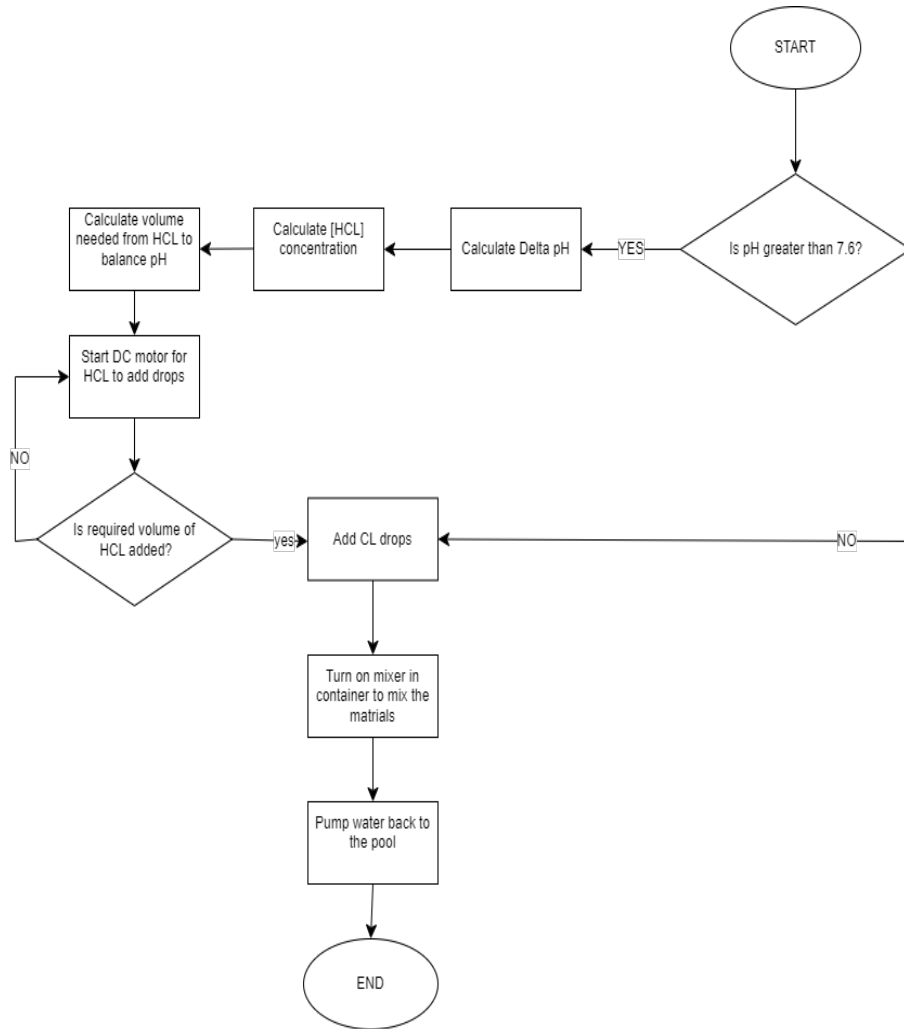 START
Is pH greater than 7.6?
YES
Calculate Delta pH
Calculate [HCL]
concentration
Calculate volume
needed from HCL to
balance pH
Start DC motor for
HCL to add drops
NO
Is required volume of
HCL added?
yes
Add CL drops
NO
Turn on mixer in
container to mix the
matrials
Pump water back to
the pool
END